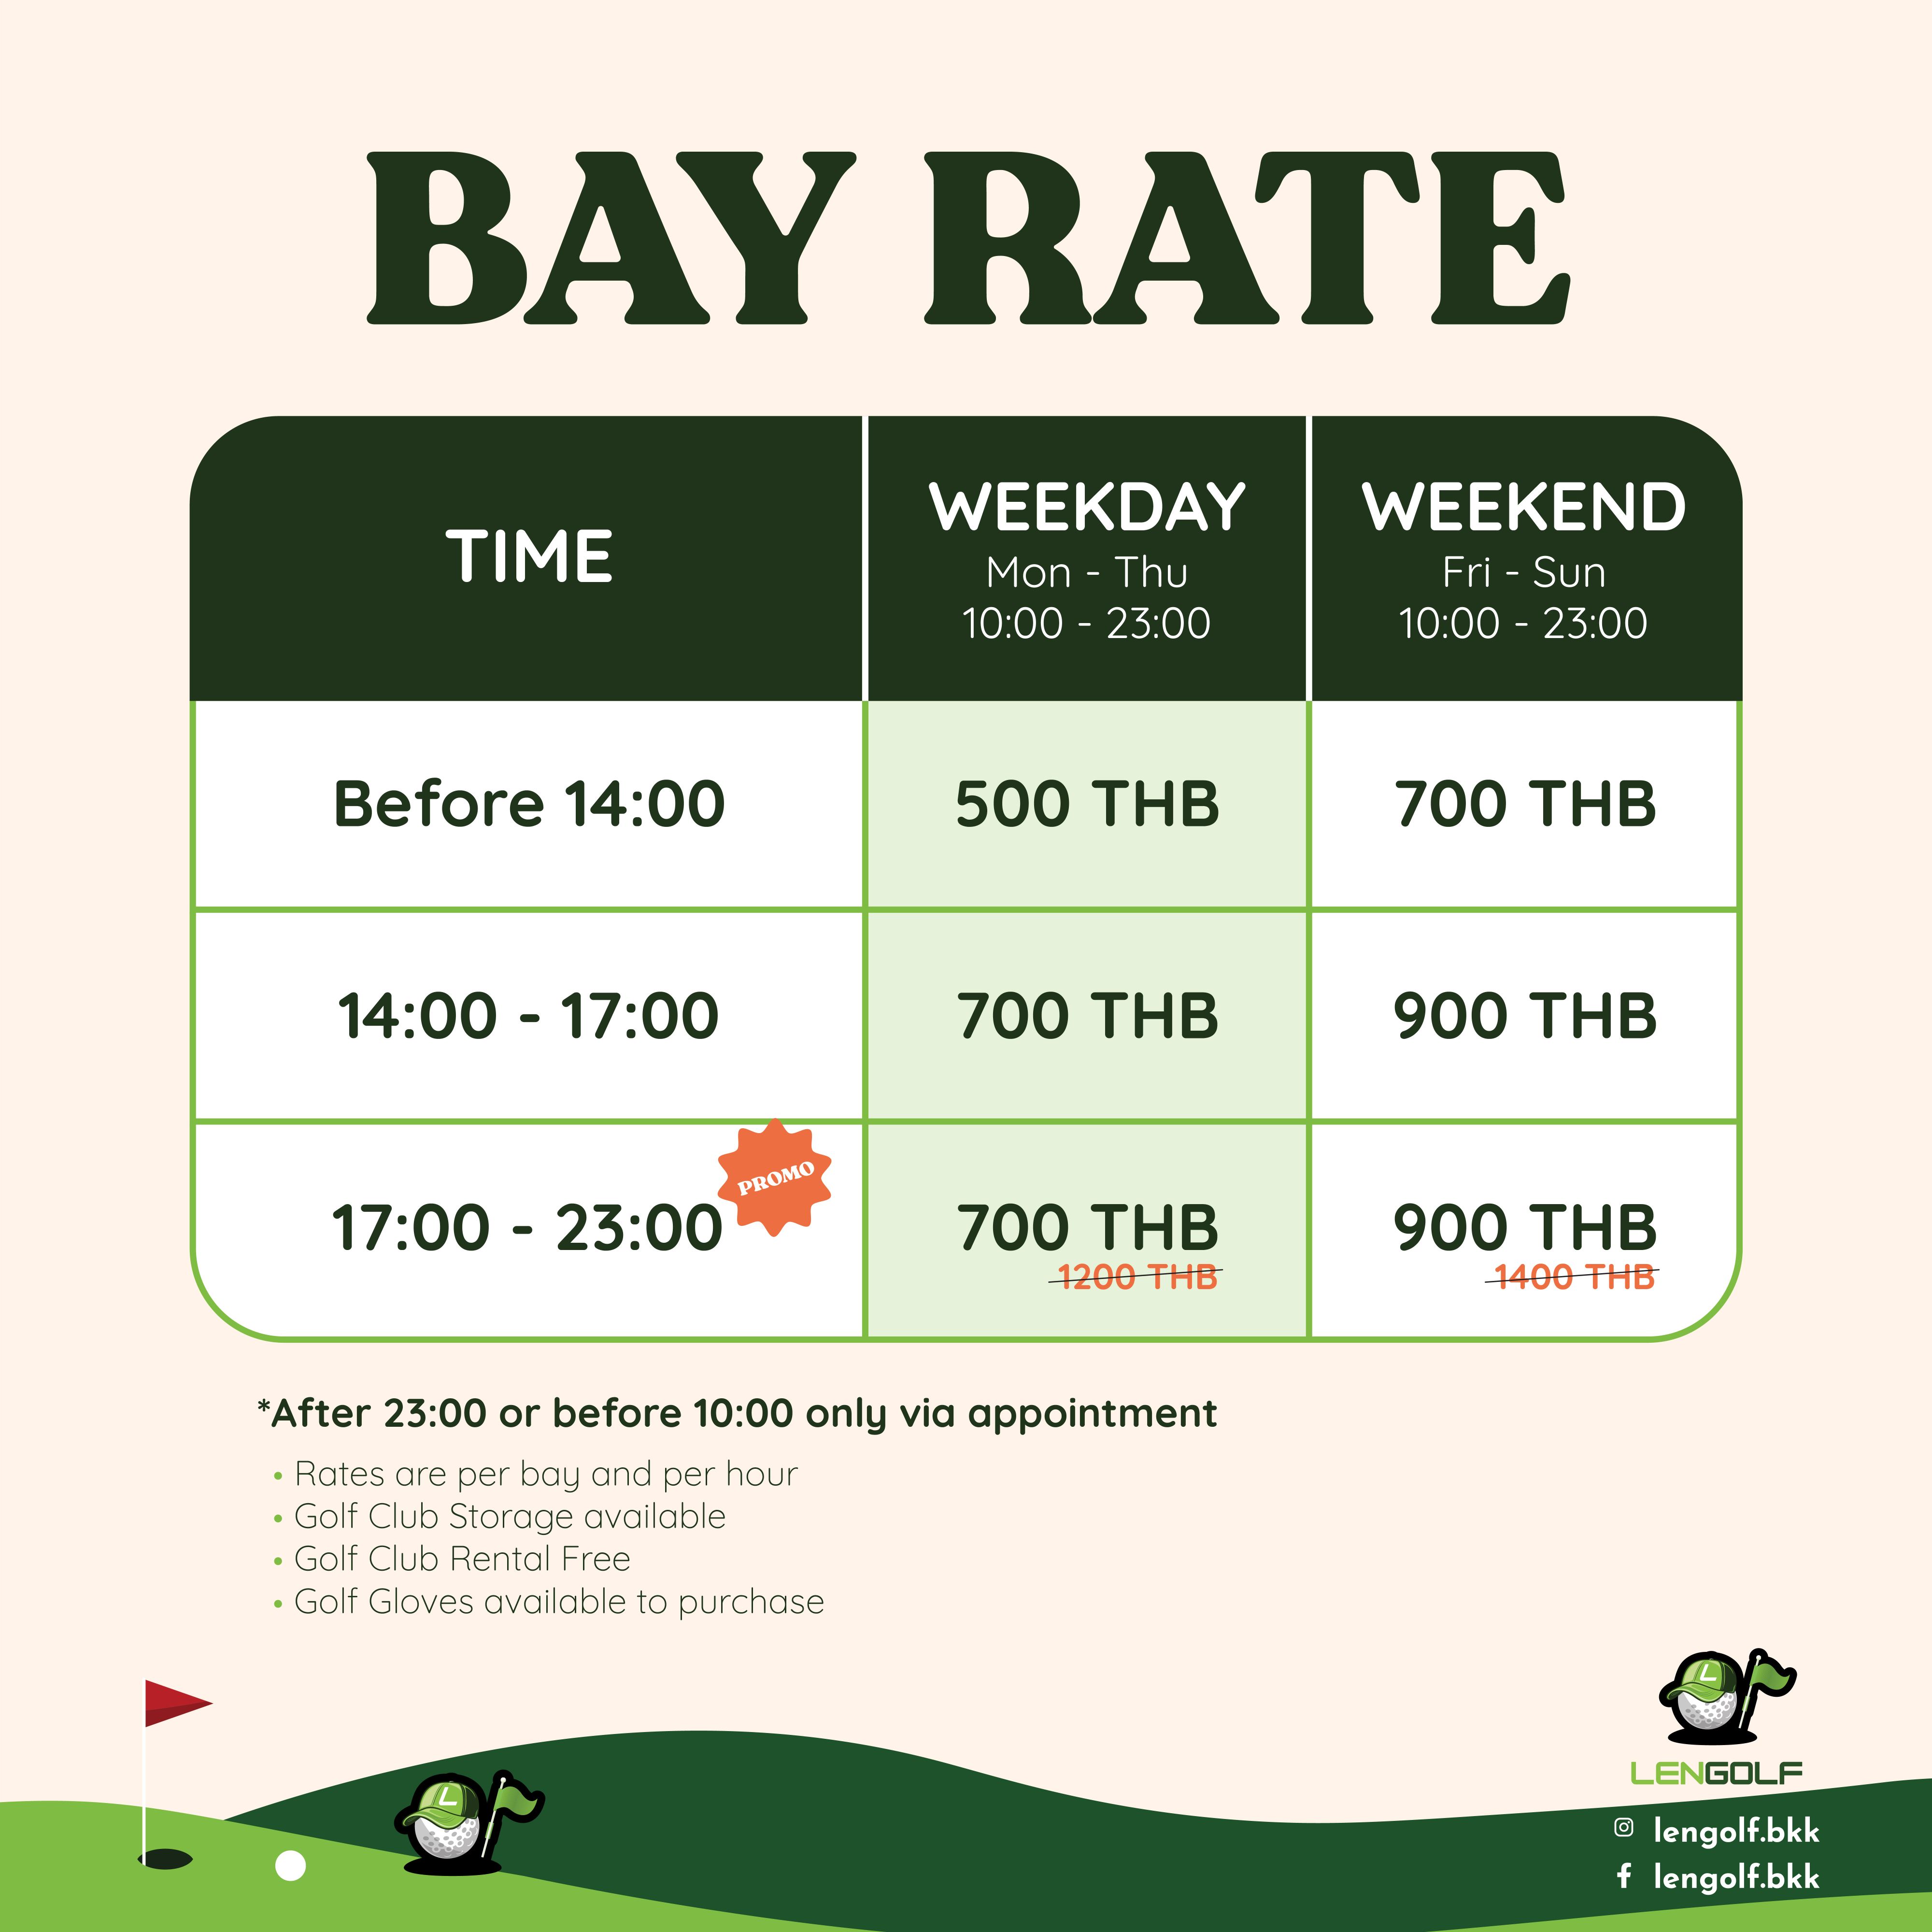 BAY RATE
TIME
WEEKDAY
Mon - Thu
10:00 - 23:00
WEEKEND
Fri - Sun
10:00 - 23:00
Before 14:00
500 THB
700 THB
14:00 - 17:00
700 THB
900 THB
PROMO
17:00 - 23:00
700 THB
1200 THB
900 THB
1400 THB
*After 23:00 or before 10:00 only via appointment
• Rates are per bay and per hour
• Golf Club Storage available
• Golf Club Rental Free
• Golf Gloves available to purchase
L
L
LENGOLF
lengolf.bkk
lengolf.bkk